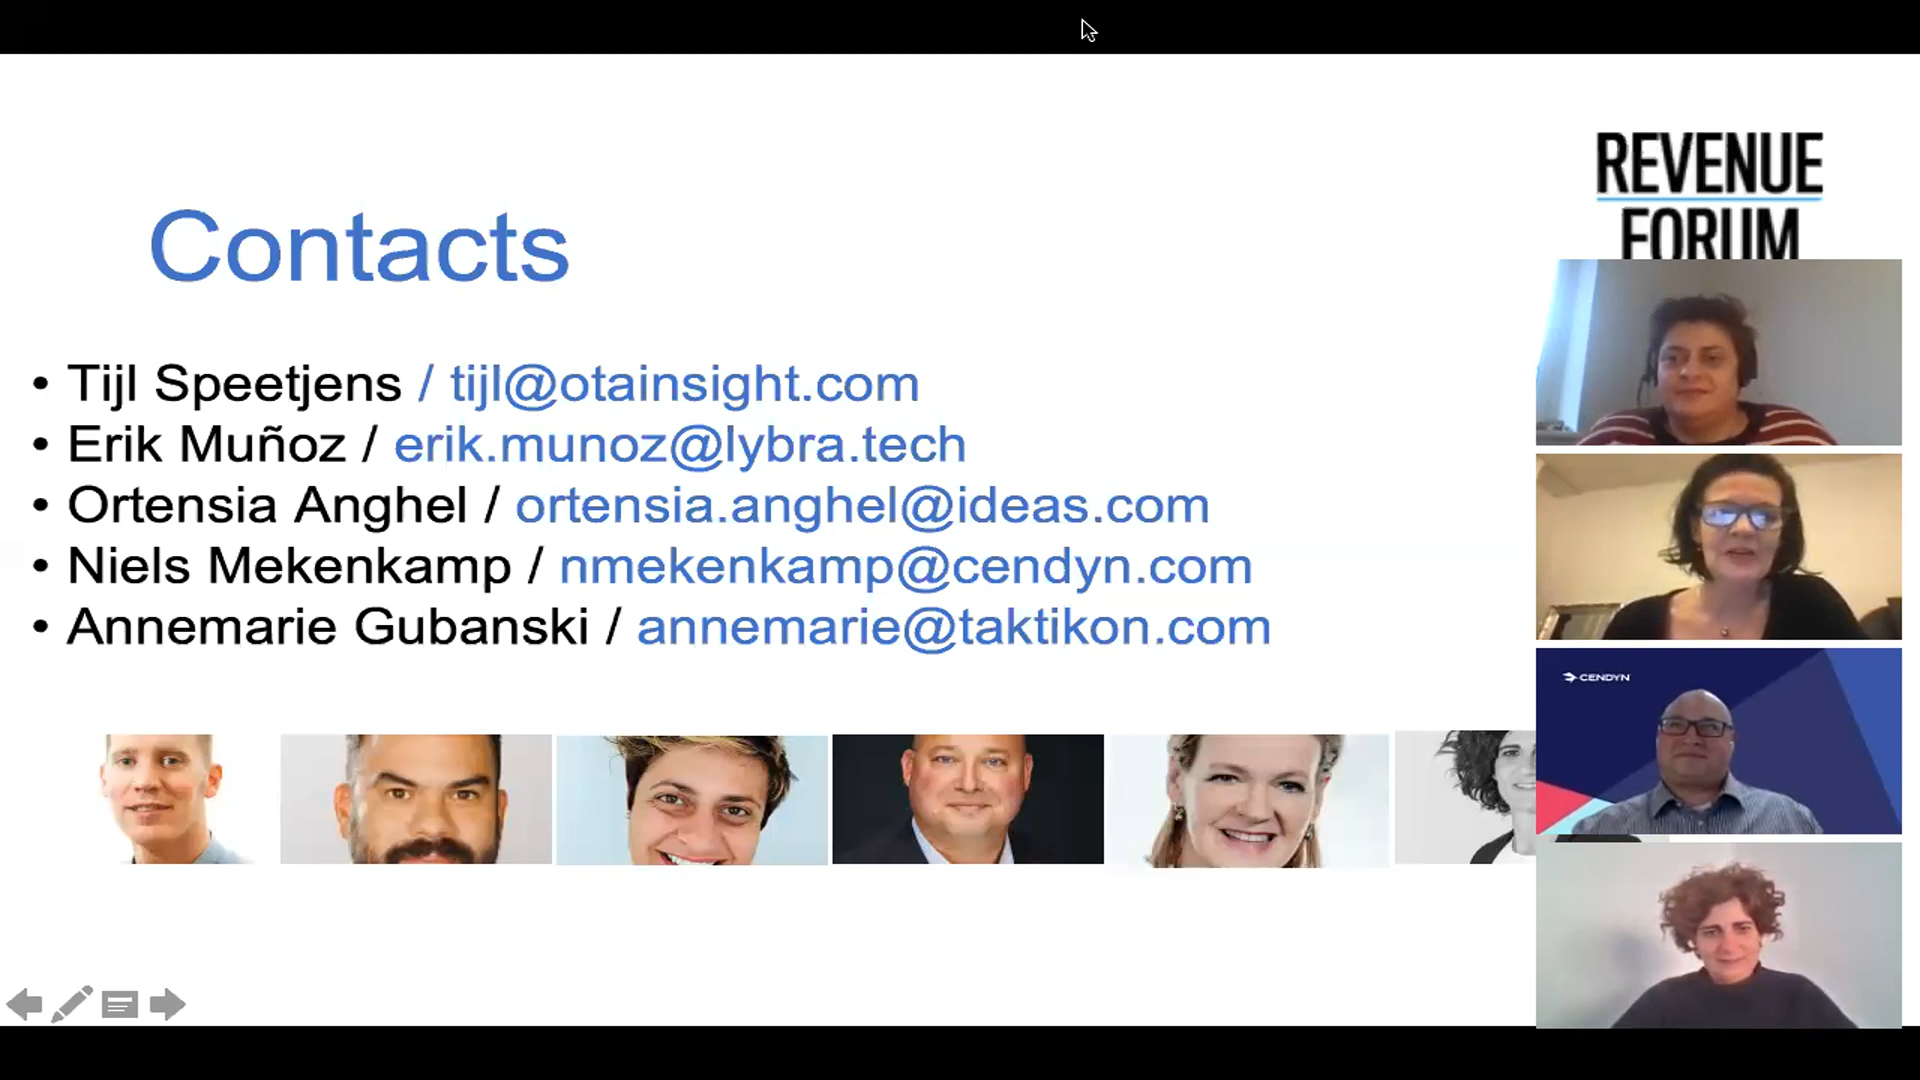 REVENUE
FORUM
Contacts
• Tijl Speetjens / tijl@otainsight.com
• Erik Muñoz / erik.munoz@lybra.tech
• Ortensia Anghel / ortensia.anghel@ideas.com
• Niels Mekenkamp / nmekenkamp@cendyn.com
• Annemarie Gubanski / annemarie@taktikon.com
CENDYN